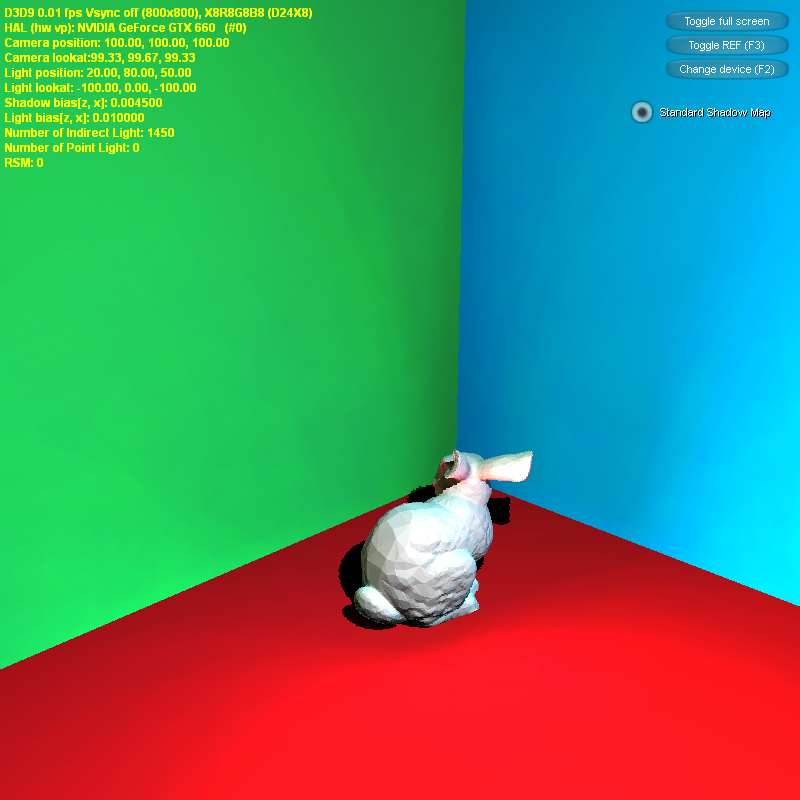 D3D9 0.01 fps Vsync off (800x800), X8R8G8B8 (D24X8)
HAL (hw vp): NVIDIA GeForce GTX 660 (#0)
Camera position: 100.00, 100.00, 100.00
Camera lookat:99.33, 99.67, 99.33
Light position: 20.00, 80.00, 50.00
Light lookat: -100.00, 0.00, -100.00
Shadow bias[z, x]: 0.004500
Light bias[z, x]: 0.010000
Number of Indirect Light: 1450
Number of Point Light: 0
RSM: 0
Toggle full screen
Toggle REF (F3)
Change device (F2)
Standard Shadow Map